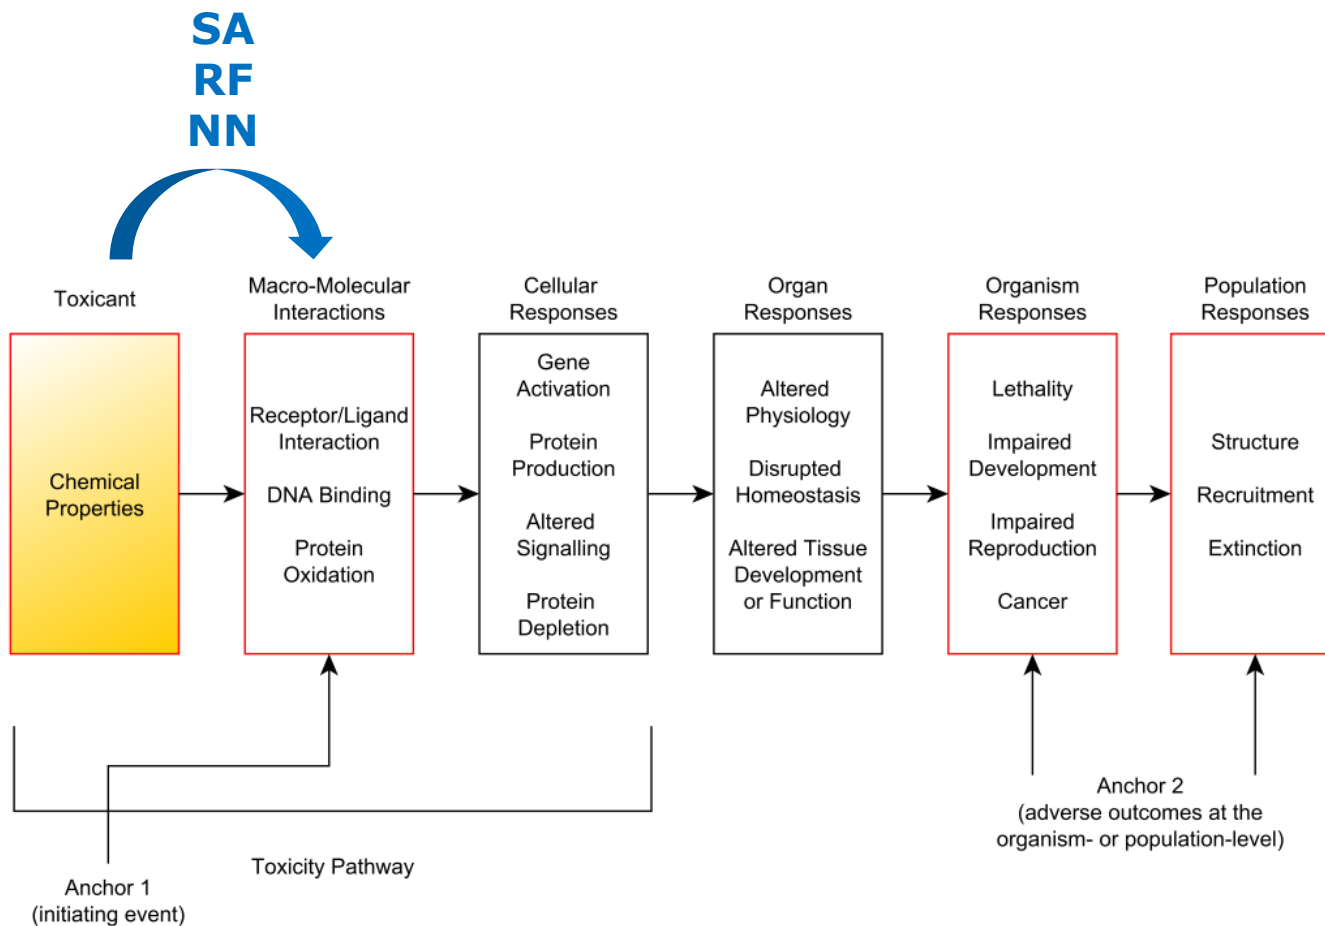 SA
RF
NN
Toxicant
Macro-Molecular
Interactions
Cellular
Responses
Organ
Responses
Organism
Responses
Population
Responses
Chemical
Properties
Receptor/Ligand
Interaction
DNA Binding
Protein
Oxidation
Gene
Activation
Protein
Production
Altered
Signalling
Protein
Depletion
Altered
Physiology
Disrupted
Homeostasis
Altered Tissue
Development
or Function
Lethality
Impaired
Development
Impaired
Reproduction
Cancer
Structure
Recruitment
Extinction
Anchor 1
(initiating event)
Toxicity Pathway
Anchor 2
(adverse outcomes at the
organism- or population-level)